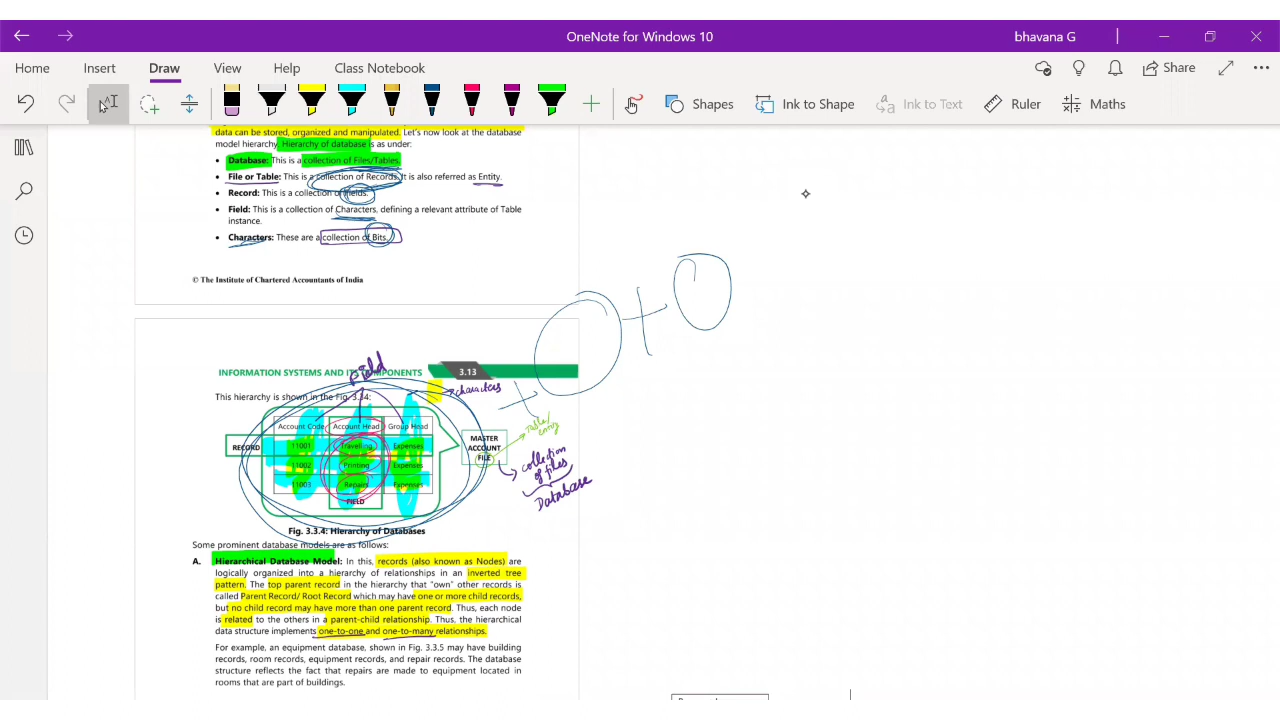 OneNote for Windows 10
bhavana G
Home Insert Draw View Help Class Notebook Share
Shapes Ink to Shape Ink to Text Ruler Maths
data can be stored, organized and manipulated. Let's now look at the database
model hierarchy. Hierarchy of database is as under:
• Database: This is a collection of Files/Tables.
• File or Table: This is a collection of Records. It is also referred as Entity.
• Record: This is a collection of Fields.
• Field: This is a collection of Characters, defining a relevant attribute of Table
instance.
• Characters: These are a collection of Bits.
© The Institute of Chartered Accountants of India
INFORMATION SYSTEMS AND ITS COMPONENTS 3.13
Field
This hierarchy is shown in the Fig. 3.3.4:
characters
Account Code Account Head Group Head
Table/
entity
RECORD
11001 Travelling Expenses
11002 Printing Expenses
11003 Repairs Expenses
FIELD
MASTER
ACCOUNT
FILE
collection
of files
Database
Fig. 3.3.4: Hierarchy of Databases
Some prominent database models are as follows:
A. Hierarchical Database Model: In this, records (also known as Nodes) are
logically organized into a hierarchy of relationships in an inverted tree
pattern. The top parent record in the hierarchy that "own" other records is
called Parent Record/ Root Record which may have one or more child records,
but no child record may have more than one parent record. Thus, each node
is related to the others in a parent-child relationship. Thus, the hierarchical
data structure implements one-to-one and one-to-many relationships.
For example, an equipment database, shown in Fig. 3.3.5 may have building
records, room records, equipment records, and repair records. The database
structure reflects the fact that repairs are made to equipment located in
rooms that are part of buildings.